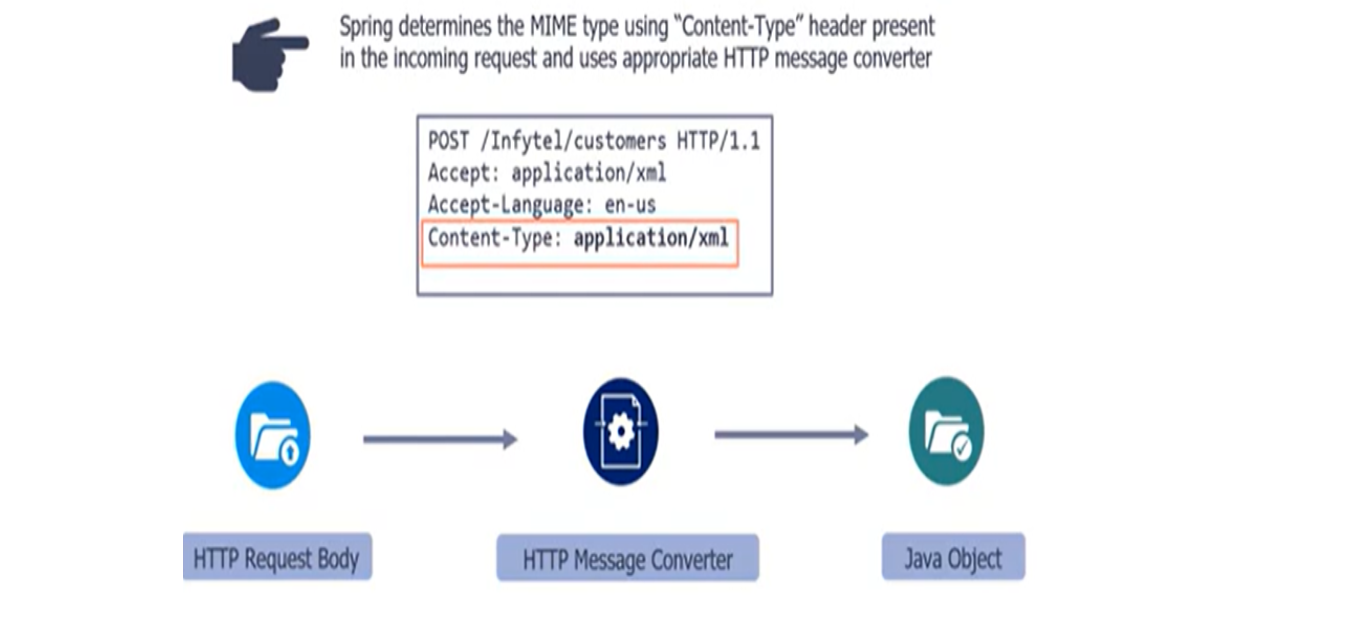 Spring determines the MIME type using “Content-Type” header present
in the incoming request and uses appropriate HTTP message converter
POST /Infytel/customers HTTP/1.1
Accept: application/xml
Accept-Language: en-us
Content-Type: application/xml
HTTP Request Body
HTTP Message Converter
Java Object